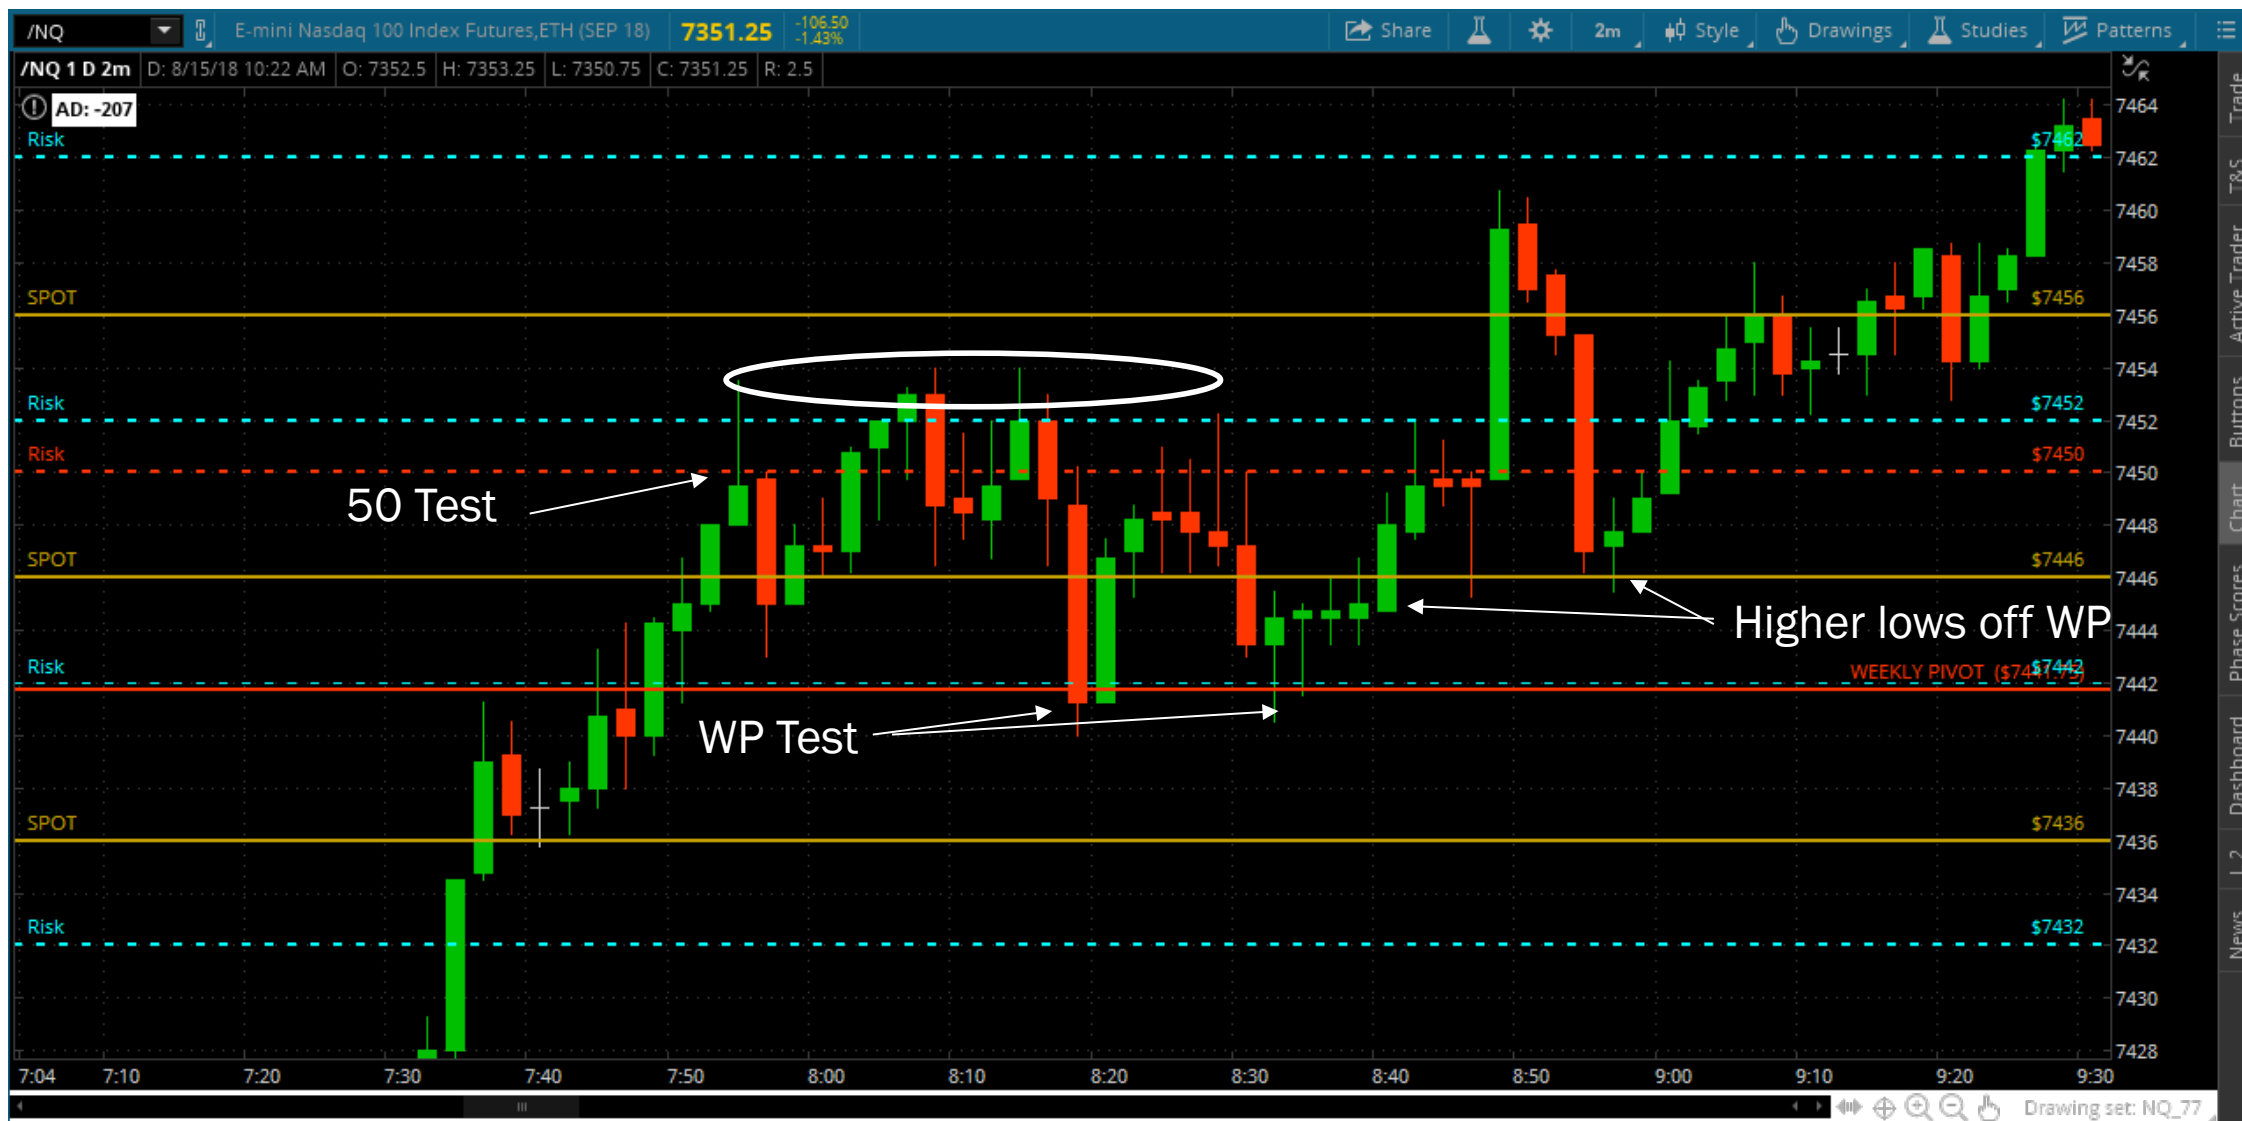 /NQ E-mini Nasdaq 100 Index Futures,ETH (SEP 18) 7351.25 -106.50 -1.43% Share 2m Style Drawings Studies Patterns
/NQ 1 D 2m D: 8/15/18 10:22 AM O: 7352.5 H: 7353.25 L: 7350.75 C: 7351.25 R: 2.5
AD: -207
7464
Risk $7462
7462
7460
7458
SPOT $7456
7456
7454
Risk $7452
7452
Risk $7450
7450
50 Test
7448
SPOT $7446
7446
Higher lows off WP
7444
Risk $7442
WEEKLY PIVOT ($7441.75)
7442
WP Test
7440
7438
SPOT $7436
7436
7434
Risk $7432
7432
7430
7428
7:04 7:10 7:20 7:30 7:40 7:50 8:00 8:10 8:20 8:30 8:40 8:50 9:00 9:10 9:20 9:30
Drawing set: NQ_77
Trade
T&S
Active Trader
Buttons
Chart
Phase Scores
Dashboard
L2
News